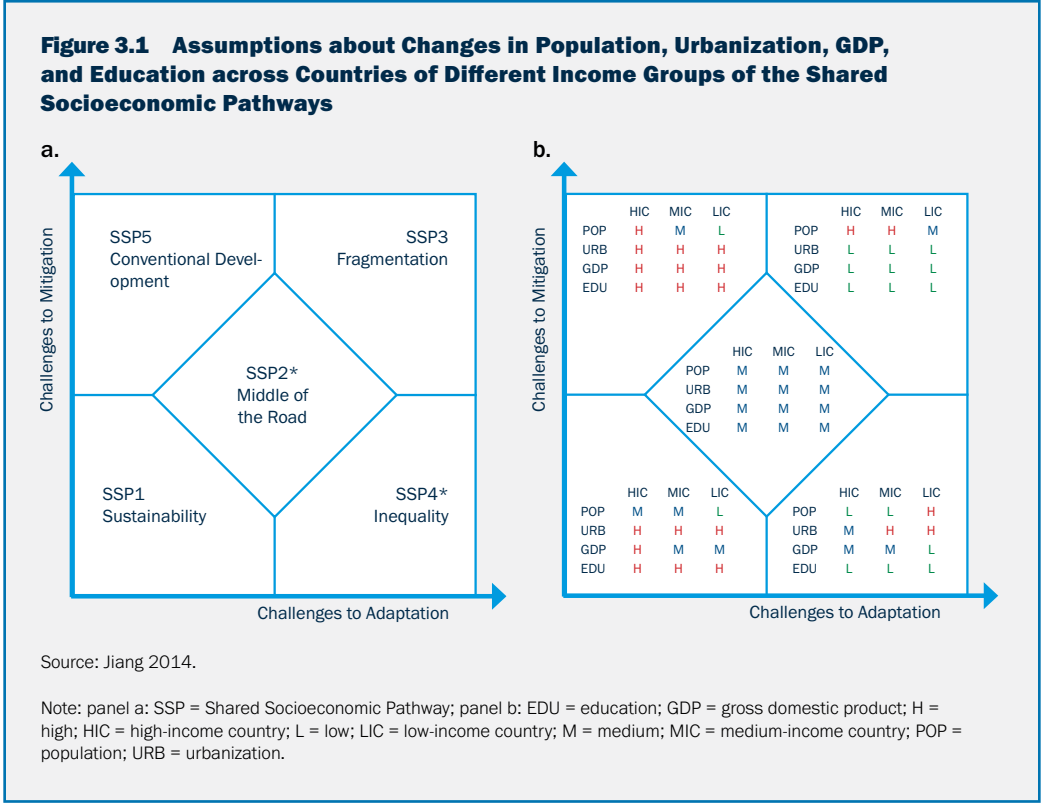 Figure 3.1 Assumptions about Changes in Population, Urbanization, GDP,
and Education across Countries of Different Income Groups of the Shared
Socioeconomic Pathways
a.
Challenges to Mitigation
SSP5
Conventional Devel-
opment
SSP3
Fragmentation
SSP2*
Middle of
the Road
SSP1
Sustainability
SSP4*
Inequality
Challenges to Adaptation
b.
Challenges to Mitigation
HIC MIC LIC
POP H M L
URB H H H
GDP H H H
EDU H H H
HIC MIC LIC
POP H H M
URB L L L
GDP L L L
EDU L L L
HIC MIC LIC
POP M M M
URB M M M
GDP M M M
EDU M M M
HIC MIC LIC
POP M M L
URB H H H
GDP H M M
EDU H H H
HIC MIC LIC
POP L L H
URB M H H
GDP M M L
EDU L L L
Challenges to Adaptation
Source: Jiang 2014.
Note: panel a: SSP = Shared Socioeconomic Pathway; panel b: EDU = education; GDP = gross domestic product; H =
high; HIC = high-income country; L = low; LIC = low-income country; M = medium; MIC = medium-income country; POP =
population; URB = urbanization.